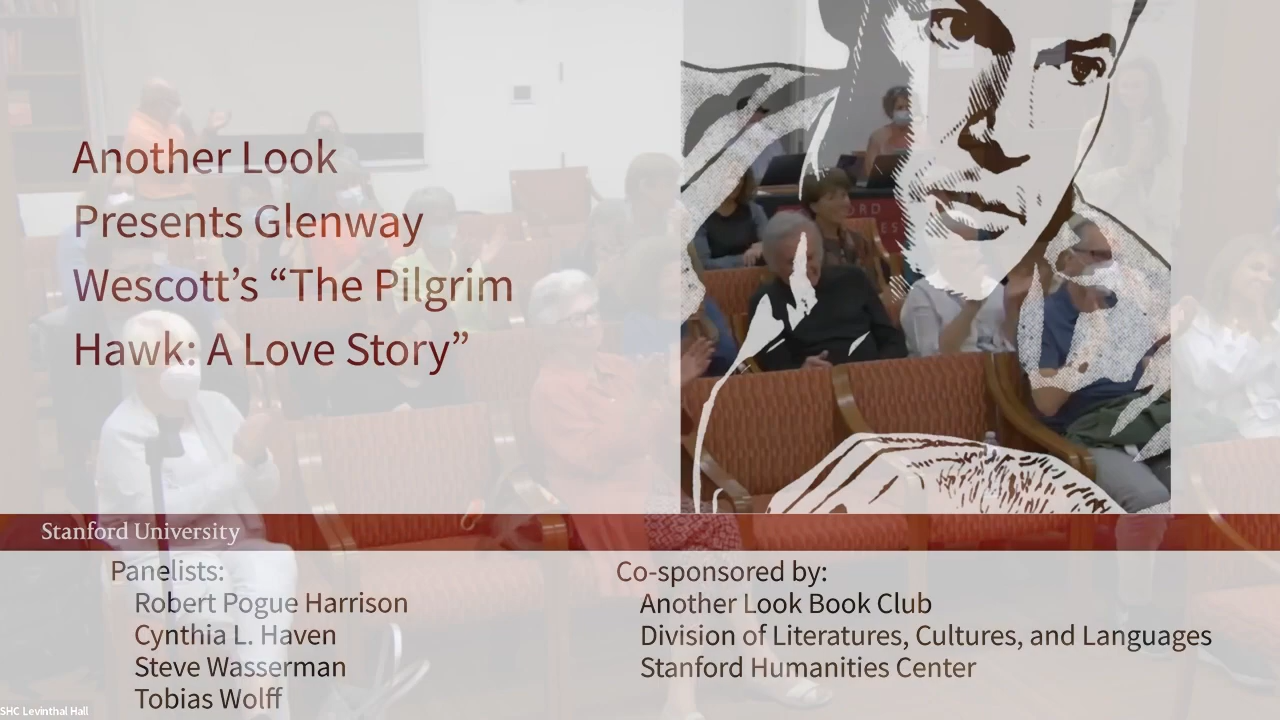 Another Look
Presents Glenway
Wescott’s “The Pilgrim
Hawk: A Love Story”
Stanford University
Panelists:
Robert Pogue Harrison
Cynthia L. Haven
Steve Wasserman
Tobias Wolff
Co-sponsored by:
Another Look Book Club
Division of Literatures, Cultures, and Languages
Stanford Humanities Center
SHC Levinthal Hall